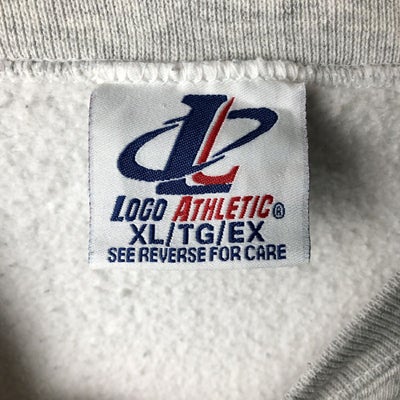 LOGO ATHLETIC®
XL/TG/EX
SEE REVERSE FOR CARE